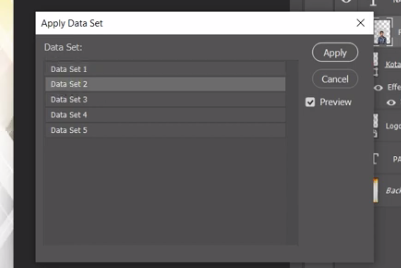 Apply Data Set
Data Set:
Data Set 1
Data Set 2
Data Set 3
Data Set 4
Data Set 5
Apply
Cancel
Preview
Kota
Effe
Logo
PA
Back